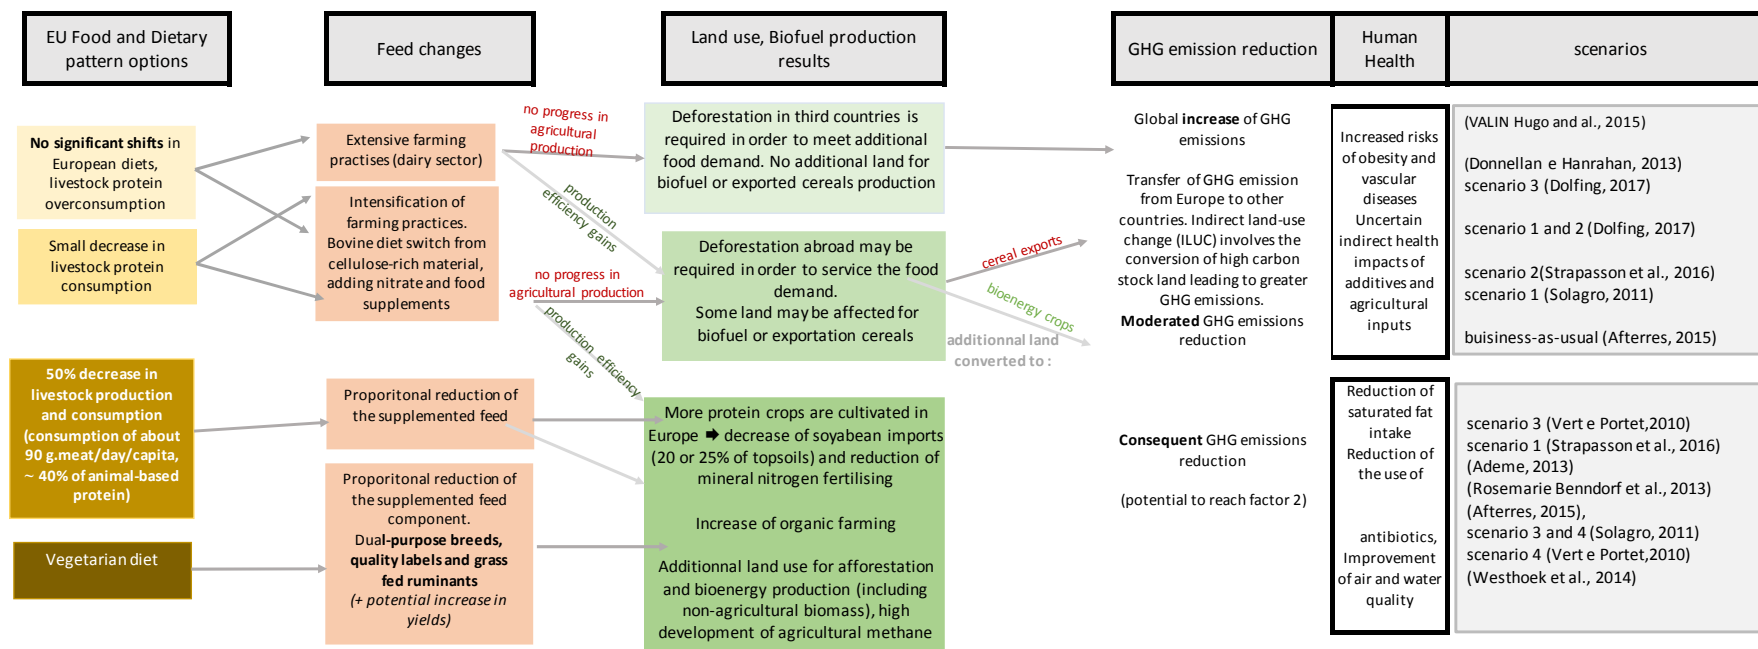 EU Food and Dietary
pattern options
Feed changes
Land use, Biofuel production
results
GHG emission reduction
Human
Health
scenarios
No significant shifts in
European diets,
livestock protein
overconsumption
Small decrease in
livestock protein
consumption
50% decrease in
livestock production
and consumption
(consumption of about
90 g.meat/day/capita,
~ 40% of animal-based
protein)
Vegetarian diet
Extensive farming
practises (dairy sector)
Intensification of
farming practices.
Bovine diet switch from
cellulose-rich material,
adding nitrate and food
supplements
Proporitonal reduction of
the supplemented feed
Proporitonal reduction of
the supplemented feed
component.
Dual-purpose breeds,
quality labels and grass
fed ruminants
(+ potential increase in
yields)
no progress in
agricultural
production
production
efficiency gains
no progress in
agricultural production
production efficiency
gains
Deforestation in third countries is
required in order to meet additional
food demand. No additional land for
biofuel or exported cereals production
Deforestation abroad may be
required in order to service the food
demand.
Some land may be affected for
biofuel or exportation cereals
More protein crops are cultivated in
Europe ➡ decrease of soyabean imports
(20 or 25% of topsoils) and reduction of
mineral nitrogen fertilising
Increase of organic farming
Additionnal land use for afforestation
and bioenergy production (including
non-agricultural biomass), high
development of agricultural methane
cereal exports
bioenergy crops
additionnal land
converted to :
Global increase of GHG
emissions
Transfer of GHG emission
from Europe to other
countries. Indirect land-use
change (ILUC) involves the
conversion of high carbon
stock land leading to greater
GHG emissions.
Moderated GHG emissions
reduction
Consequent GHG emissions
reduction
(potential to reach factor 2)
Increased risks
of obesity and
vascular
diseases
Uncertain
indirect health
impacts of
additives and
agricultural
inputs
Reduction of
saturated fat
intake
Reduction of
the use of
antibiotics,
Improvement
of air and water
quality
(VALIN Hugo and al., 2015)
(Donnellan e Hanrahan, 2013)
scenario 3 (Dolfing, 2017)
scenario 1 and 2 (Dolfing, 2017)
scenario 2(Strapasson et al., 2016)
scenario 1 (Solagro, 2011)
buisiness-as-usual (Afterres, 2015)
scenario 3 (Vert e Portet,2010)
scenario 1 (Strapasson et al., 2016)
(Ademe, 2013)
(Rosemarie Benndorf et al., 2013)
(Afterres, 2015),
scenario 3 and 4 (Solagro, 2011)
scenario 4 (Vert e Portet,2010)
(Westhoek et al., 2014)